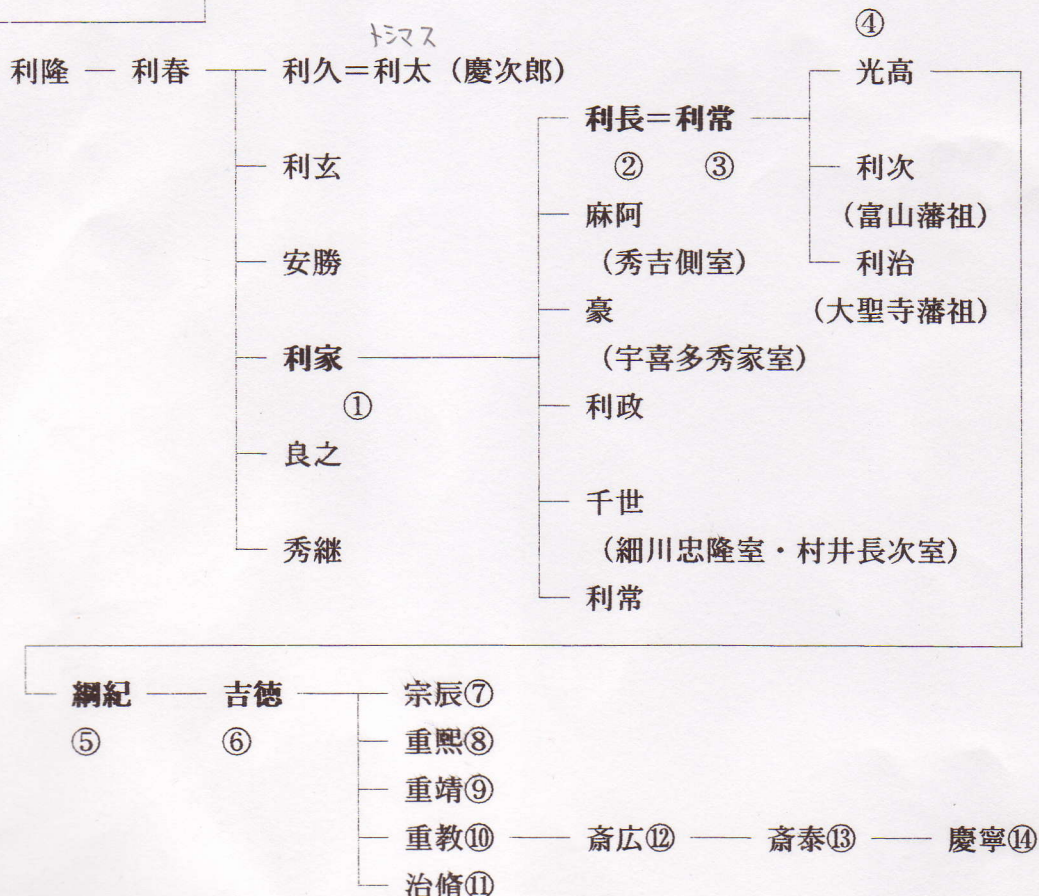 ④
トシマス
利隆 ― 利春 ― 利久＝利太（慶次郎） 光高
利長＝利常
利玄 ② ③ 利次
麻阿 （富山藩祖）
安勝 （秀吉側室） 利治
豪 （大聖寺藩祖）
利家 （宇喜多秀家室）
① 利政
良之
千世
秀継 （細川忠隆室・村井長次室）
利常
綱紀 ― 吉徳 ― 宗辰⑦
⑤ ⑥ 重熙⑧
重靖⑨
重教⑩ ― 斎広⑫ ― 斎泰⑬ ― 慶寧⑭
治脩⑪